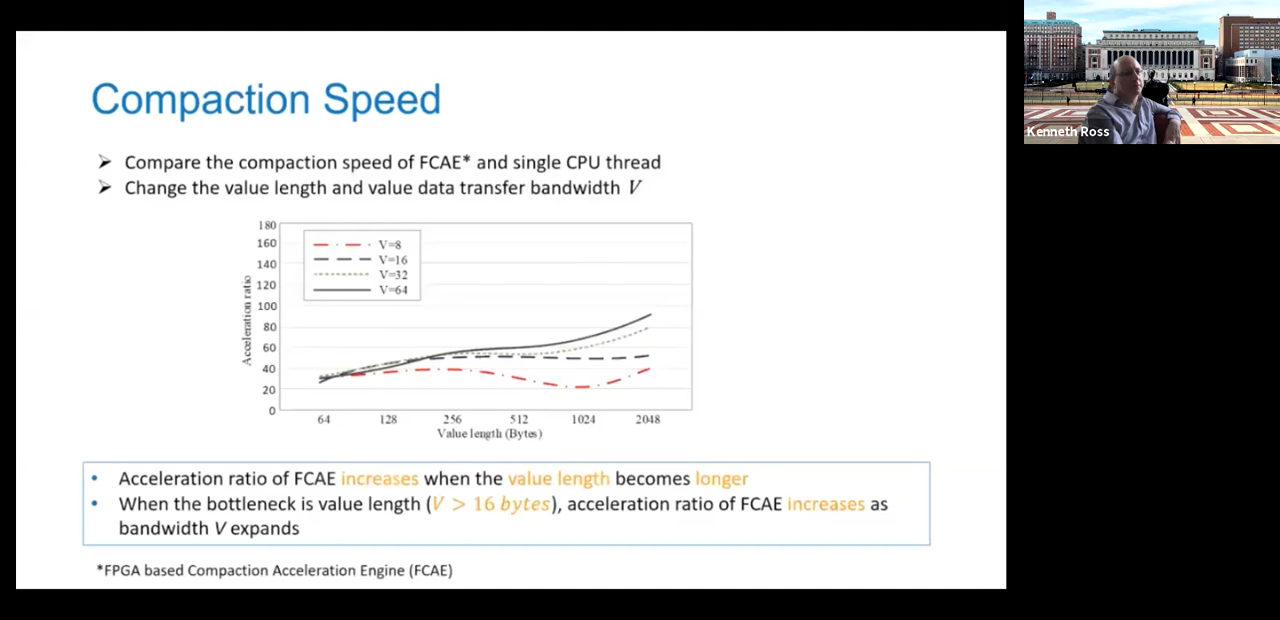 Compaction Speed
Kenneth Ross
➢ Compare the compaction speed of FCAE* and single CPU thread
➢ Change the value length and value data transfer bandwidth V
180
160
140
120
100
80
60
40
20
0
Acceleration ratio
V=8
V=16
V=32
V=64
64 128 256 512 1024 2048
Value length (Bytes)
• Acceleration ratio of FCAE increases when the value length becomes longer
• When the bottleneck is value length (V > 16 bytes), acceleration ratio of FCAE increases as
bandwidth V expands
*FPGA based Compaction Acceleration Engine (FCAE)